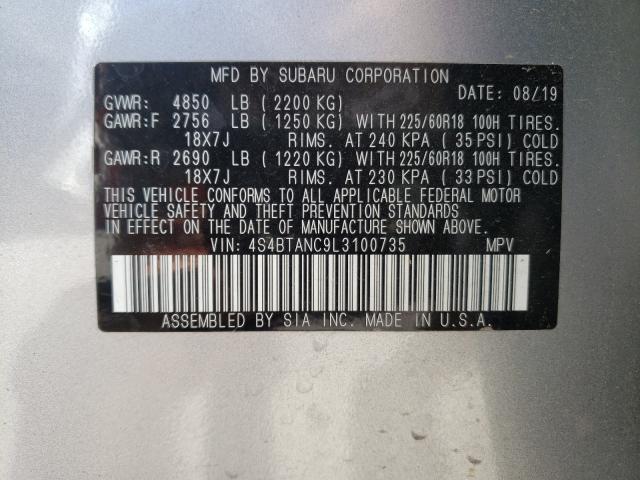 MFD BY SUBARU CORPORATION
DATE: 08/19
GVWR: 4850 LB (2200 KG)
GAWR:F 2756 LB (1250 KG) WITH 225/60R18 100H TIRES.
18X7J RIMS. AT 240 KPA (35 PSI) COLD
GAWR:R 2690 LB (1220 KG) WITH 225/60R18 100H TIRES.
18X7J RIMS. AT 230 KPA (33 PSI) COLD
THIS VEHICLE CONFORMS TO ALL APPLICABLE FEDERAL MOTOR
VEHICLE SAFETY AND THEFT PREVENTION STANDARDS
IN EFFECT ON THE DATE OF MANUFACTURE SHOWN ABOVE.
VIN: 4S4BTANC9L3100735 MPV
ASSEMBLED BY SIA INC. MADE IN U.S.A.